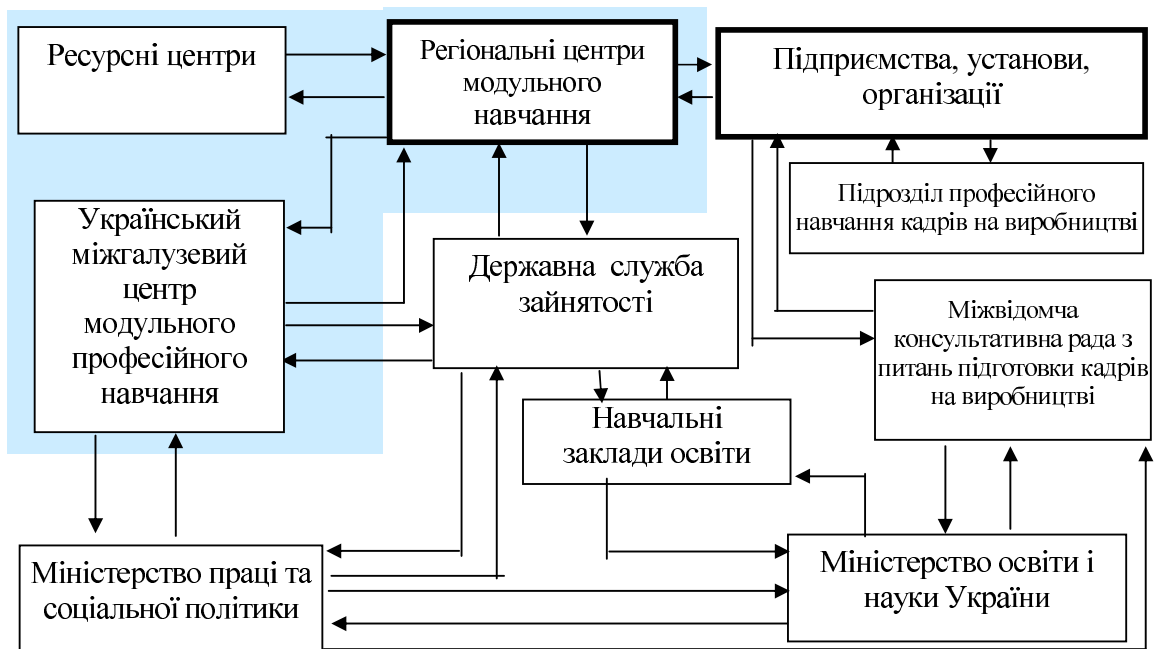 Ресурсні центри
Регіональні центри
модульного
навчання
Підприємства, установи,
організації
Підрозділ професійного
навчання кадрів на виробництві
Український
міжгалузевий
центр
модульного
професійного
навчання
Державна служба
зайнятості
Міжвідомча
консультативна рада з
питань підготовки кадрів
на виробництві
Навчальні
заклади освіти
Міністерство праці та
соціальної політики
Міністерство освіти і
науки України